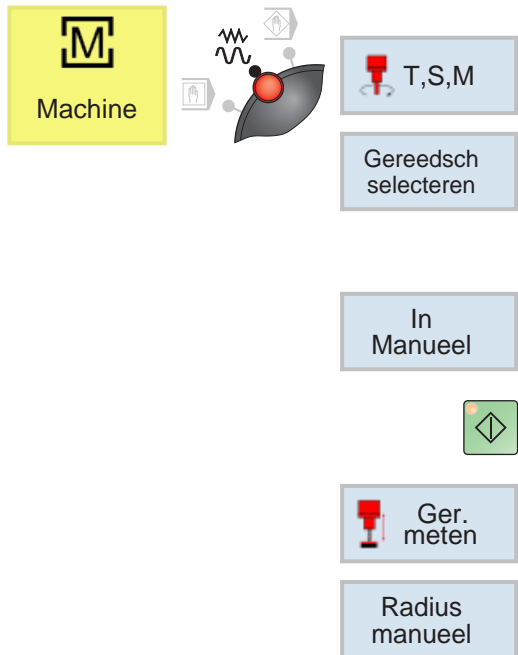 M
Machine
T,S,M
Gereedsch
selecteren
In
Manueel
Ger.
meten
Radius
manueel